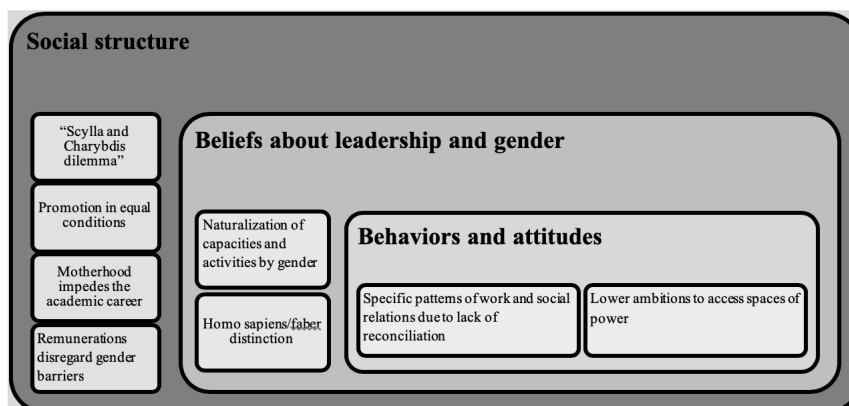 Social structure
“Scylla and
Charybdis
dilemma”
Promotion in equal
conditions
Motherhood
impedes the
academic career
Remunerations
disregard gender
barriers
Beliefs about leadership and gender
Naturalization of
capacities and
activities by gender
Homo sapiens/faber
distinction
Behaviors and attitudes
Specific patterns of work and social
relations due to lack of
reconciliation
Lower ambitions to access spaces of
power